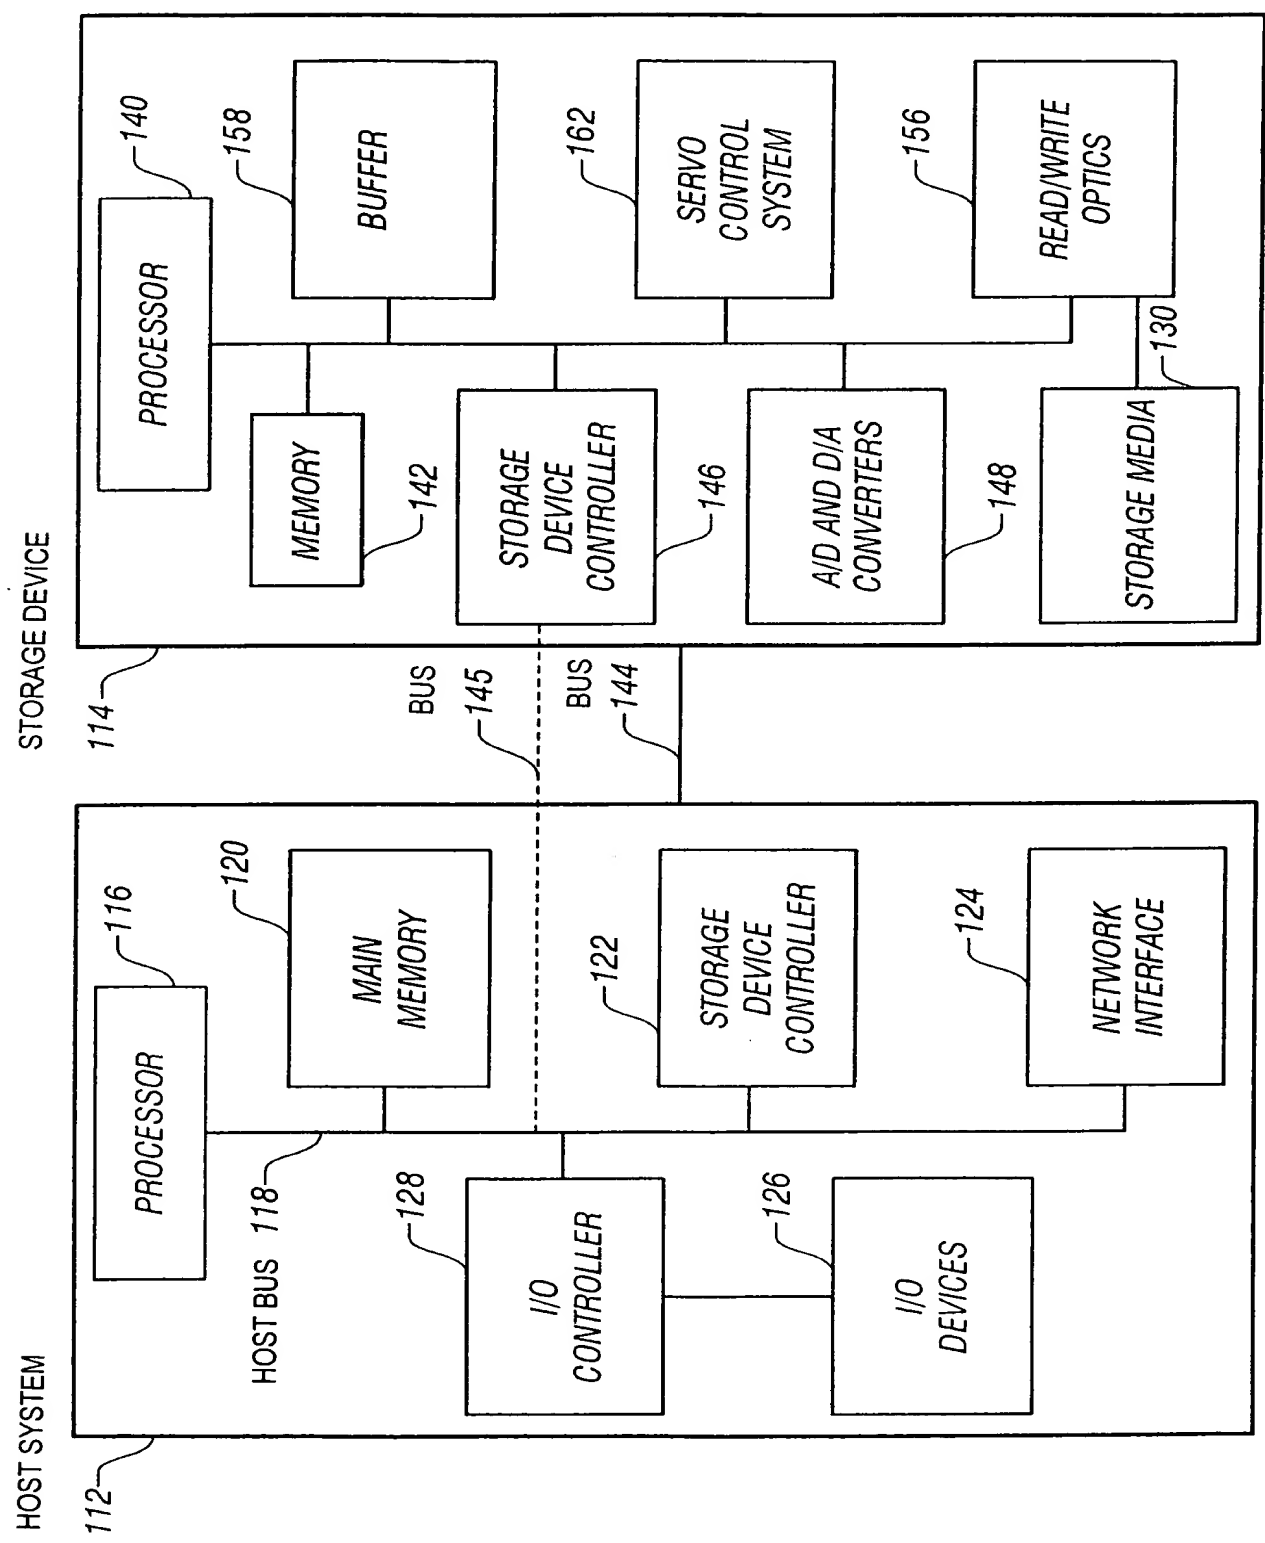 HOST SYSTEM
112
PROCESSOR
116
HOST BUS 118
MAIN
MEMORY
120
I/O
CONTROLLER
128
STORAGE
DEVICE
CONTROLLER
122
I/O
DEVICES
126
NETWORK
INTERFACE
124
BUS
145
BUS
144
STORAGE DEVICE
114
PROCESSOR
140
MEMORY
142
BUFFER
158
STORAGE
DEVICE
CONTROLLER
146
SERVO
CONTROL
SYSTEM
162
A/D AND D/A
CONVERTERS
148
READ/WRITE
OPTICS
156
STORAGE MEDIA
130